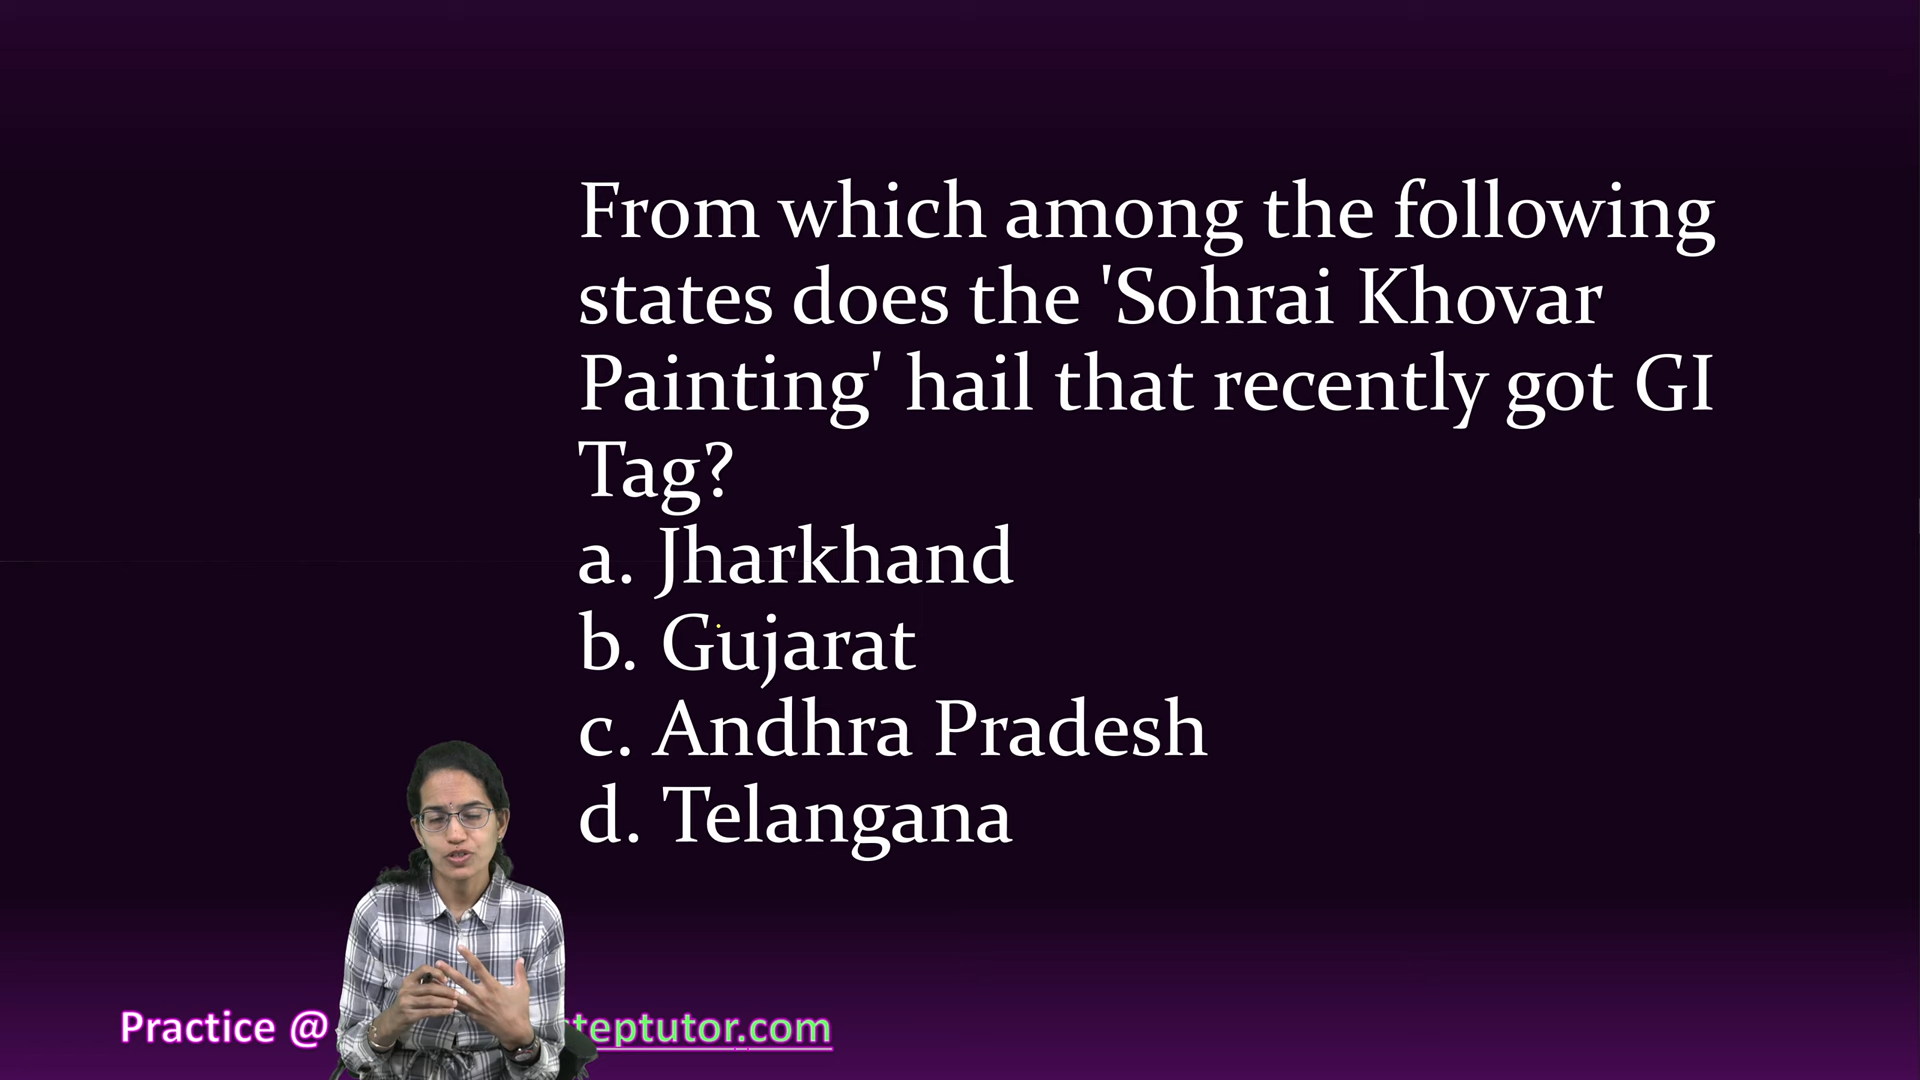 From which among the following
states does the 'Sohrai Khovar
Painting' hail that recently got GI
Tag?
a. Jharkhand
b. Gujarat
c. Andhra Pradesh
d. Telangana
Practice @ steptutor.com